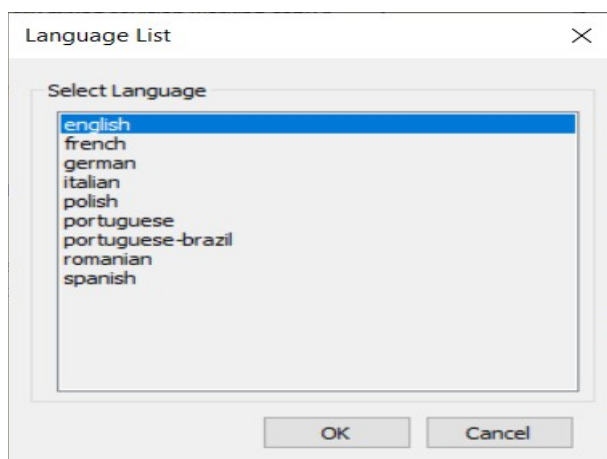 Language List
Select Language
english
french
german
italian
polish
portuguese
portuguese-brazil
romanian
spanish
OK
Cancel